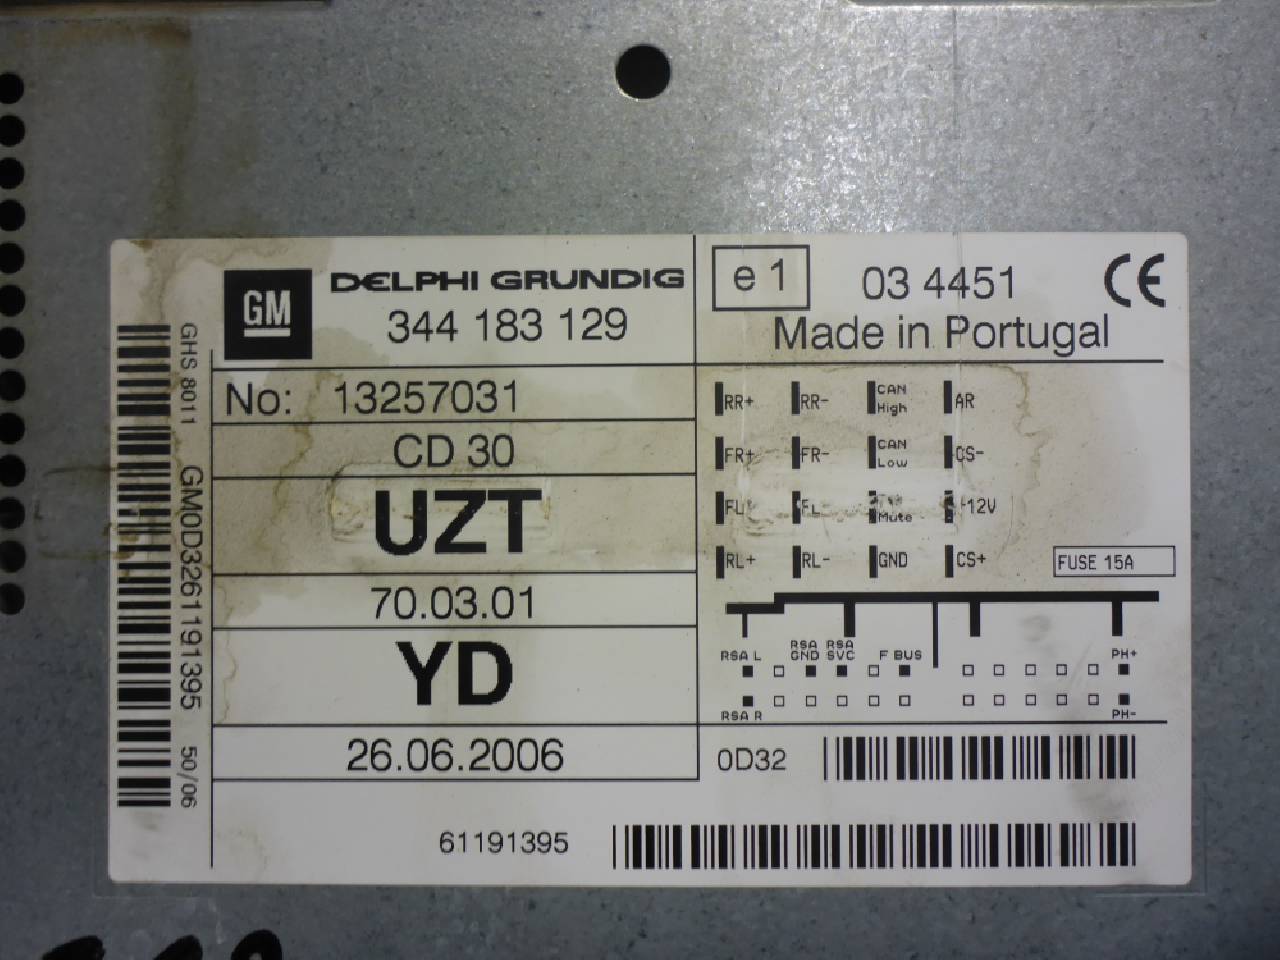 GM
DELPHI GRUNDIG
344 183 129
No: 13257031
CD 30
UZT
70.03.01
YD
26.06.2006
61191395
GHS 8011 GM0D3261191395 50/06
e1 03 4451 CE
Made in Portugal
RR+ RR- CAN High AR
FR+ FR- CAN Low CS-
Mute 12V
RL+ RL- GND CS+
FUSE 15A
RSA L RSA GND RSA SVC F BUS PH+
RSA R PH-
0D32